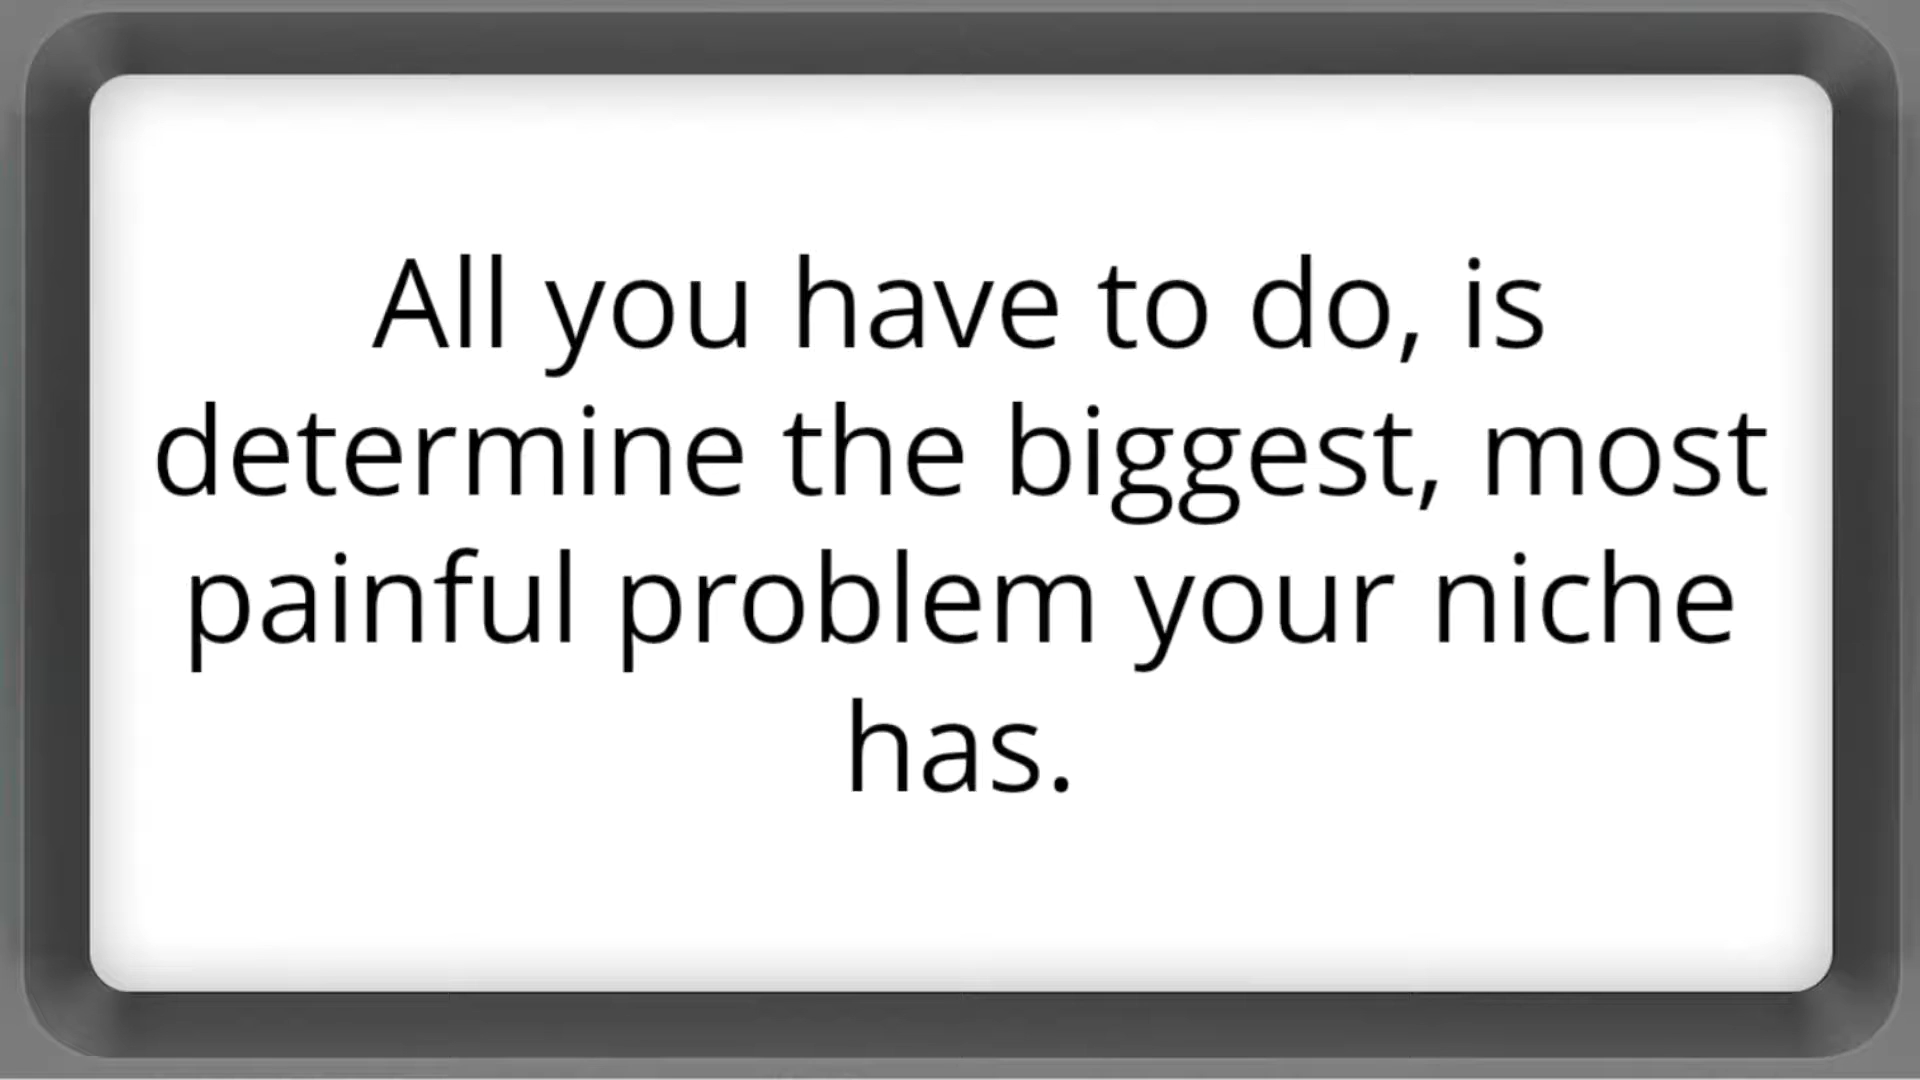 All you have to do, is
determine the biggest, most
painful problem your niche
has.